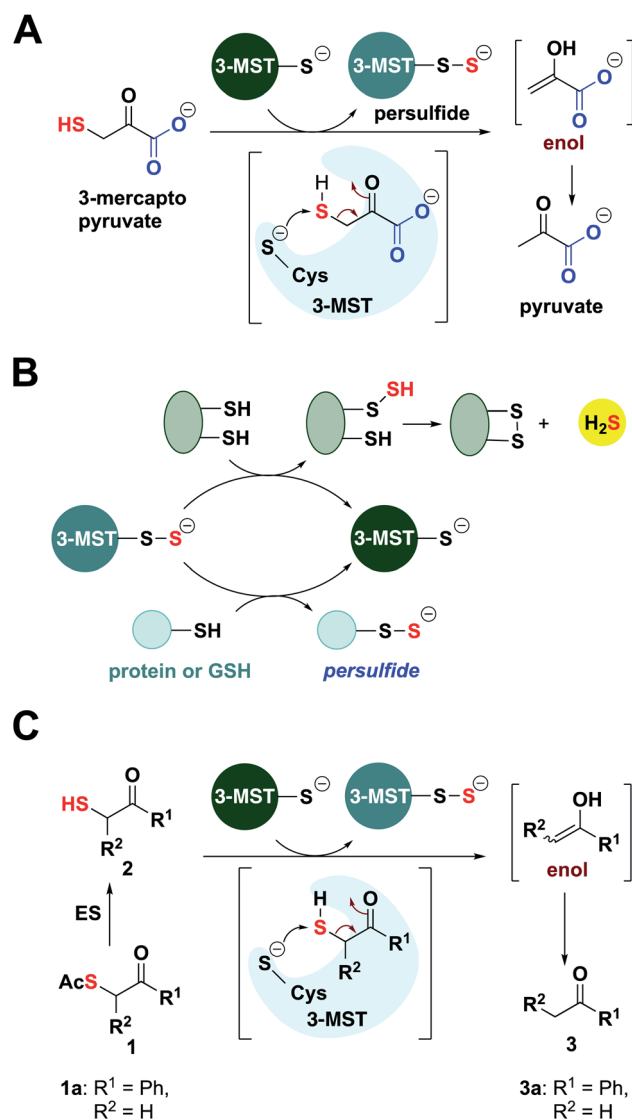 A
3-MST S⊖
3-MST S S⊖
persulfide
HS O O⊖ O
3-mercapto
pyruvate
H
S O O⊖ O
S⊖
Cys
3-MST
OH O⊖ O
enol
O O⊖ O
pyruvate
B
SH
SH
SH
S
SH
S
S
+
H₂S
3-MST S S⊖
3-MST S⊖
SH
S S⊖
protein or GSH
persulfide
C
HS O R¹
R²
2
ES
AcS O R¹
R²
1
1a: R¹ = Ph,
R² = H
3-MST S⊖
3-MST S S⊖
H
S O R¹
R²
S⊖
Cys
3-MST
OH
R² R¹
enol
O
R² R¹
3
3a: R¹ = Ph,
R² = H